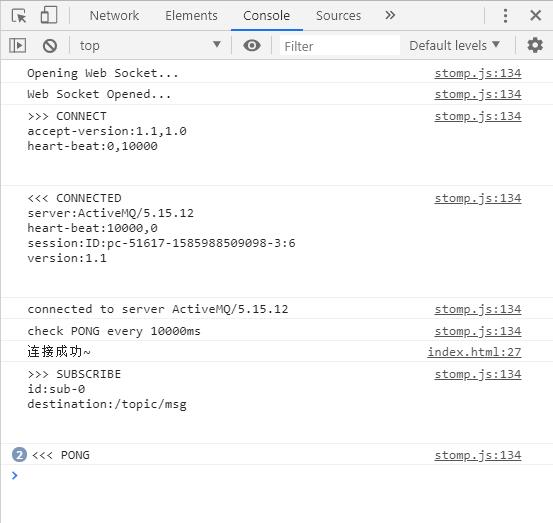 Network Elements Console Sources »
top Filter Default levels
Opening Web Socket... stomp.js:134
Web Socket Opened... stomp.js:134
>>> CONNECT stomp.js:134
accept-version:1.1,1.0
heart-beat:0,10000
<<< CONNECTED stomp.js:134
server:ActiveMQ/5.15.12
heart-beat:10000,0
session:ID:pc-51617-1585988509098-3:6
version:1.1
connected to server ActiveMQ/5.15.12 stomp.js:134
check PONG every 10000ms stomp.js:134
连接成功~ index.html:27
>>> SUBSCRIBE stomp.js:134
id:sub-0
destination:/topic/msg
2 <<< PONG stomp.js:134
>